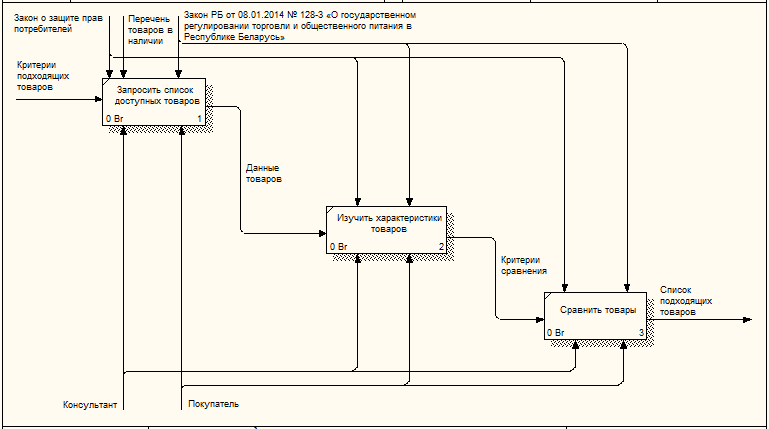 Закон о защите прав
потребителей
Перечень
товаров в
наличии
Закон РБ от 08.01.2014 № 128-З «О государственном
регулировании торговли и общественного питания в
Республике Беларусь»
Критерии
подходящих
товаров
Запросить список
доступных товаров
0 Br 1
Данные
товаров
Изучить характеристики
товаров
0 Br 2
Критерии
сравнения
Список
подходящих
товаров
Сравнить товары
0 Br 3
Консультант
Покупатель